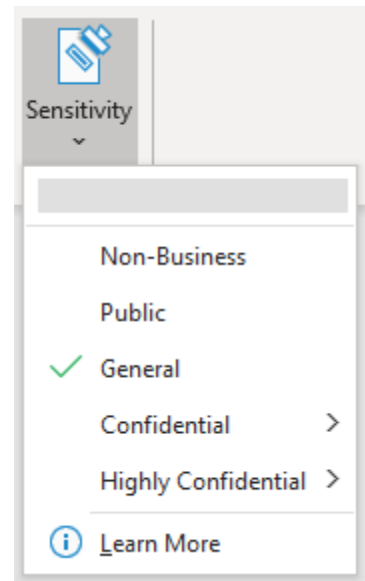 Sensitivity
Non-Business
Public
General
Confidential
Highly Confidential
Learn More